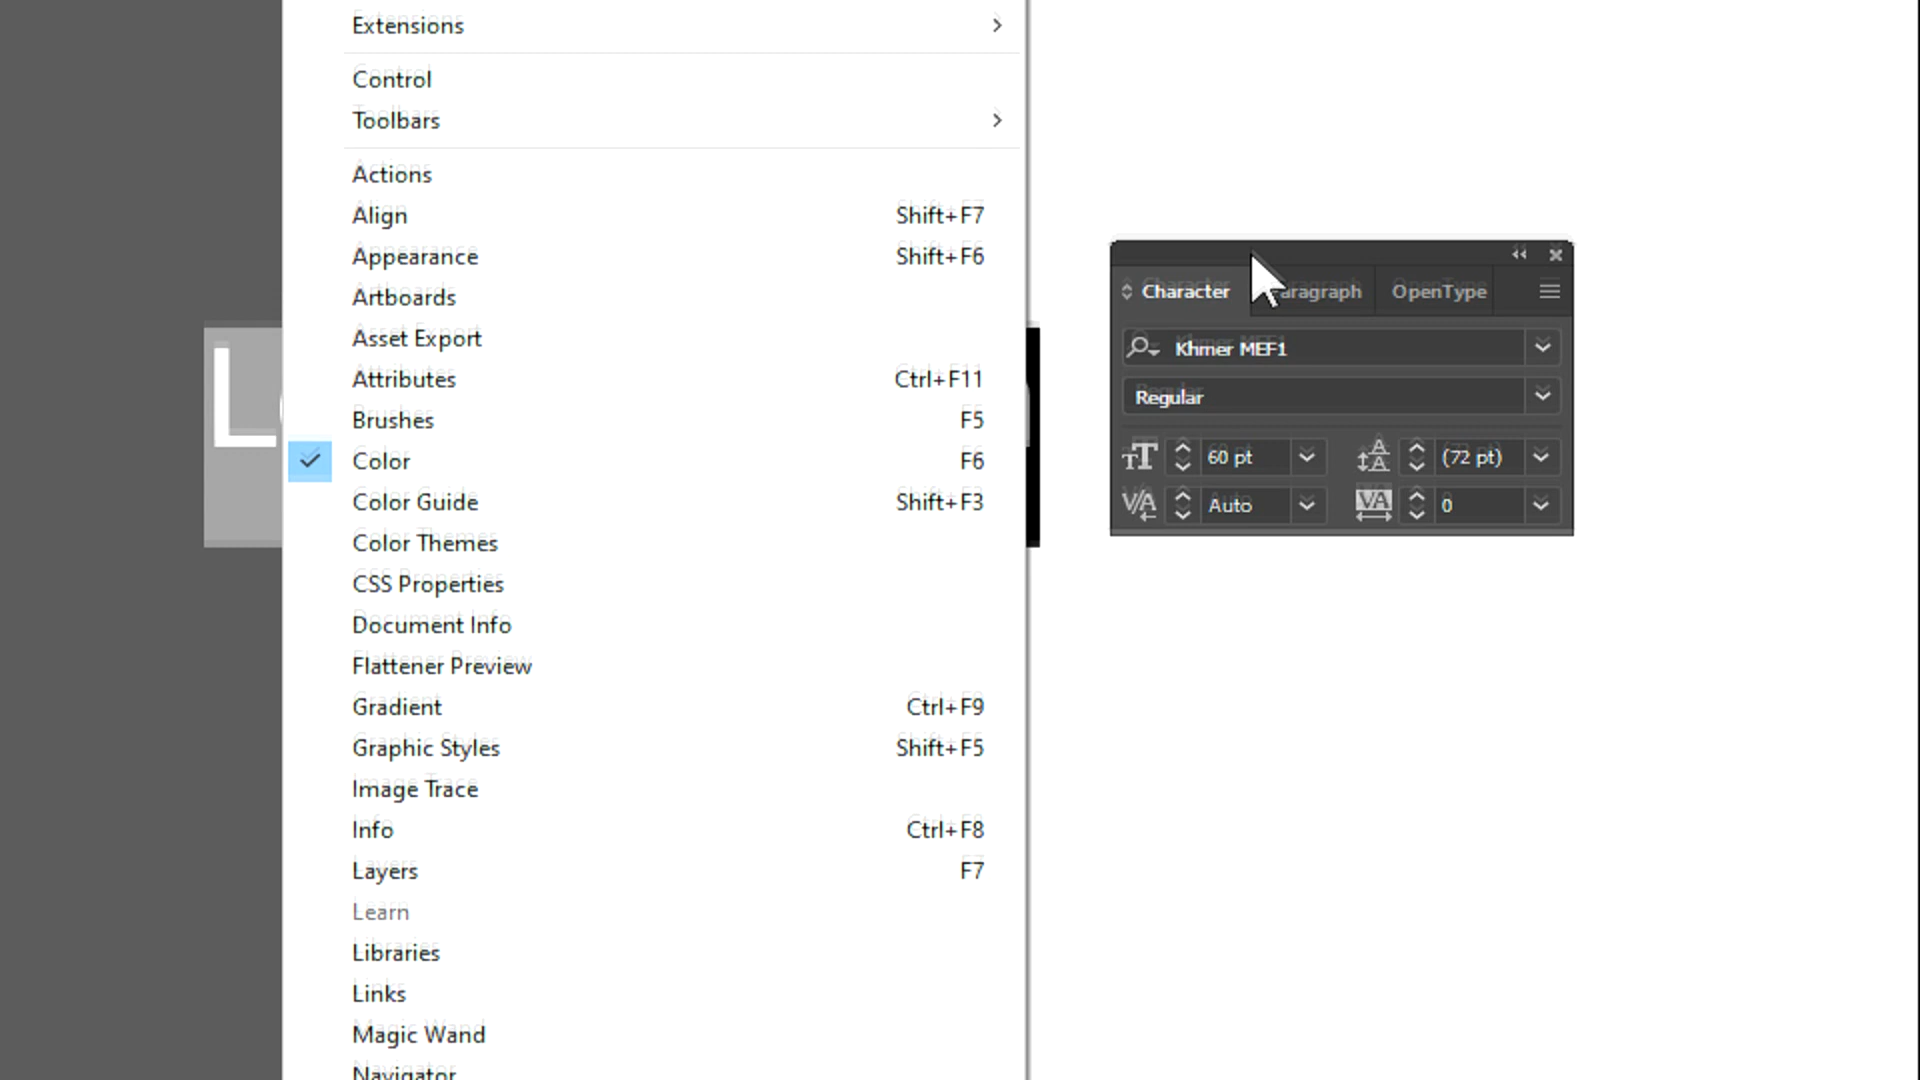 Extensions
Control
Toolbars
Actions
Align Shift+F7
Appearance Shift+F6
Artboards
Asset Export
Attributes Ctrl+F11
Brushes F5
Color F6
Color Guide Shift+F3
Color Themes
CSS Properties
Document Info
Flattener Preview
Gradient Ctrl+F9
Graphic Styles Shift+F5
Image Trace
Info Ctrl+F8
Layers F7
Learn
Libraries
Links
Magic Wand
Navigator
Character Paragraph OpenType
Khmer MEF1
Regular
60 pt (72 pt)
Auto 0